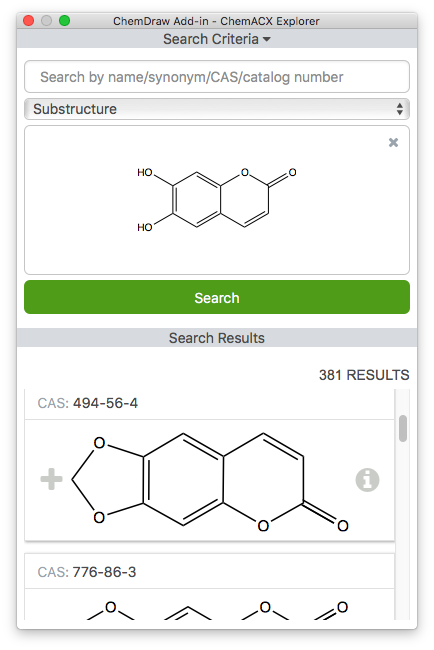 ChemDraw Add-in - ChemACX Explorer
Search Criteria
Search by name/synonym/CAS/catalog number
Substructure
HO O O
HO
Search
Search Results
381 RESULTS
CAS: 494-56-4
O
O O O
CAS: 776-86-3
O O O